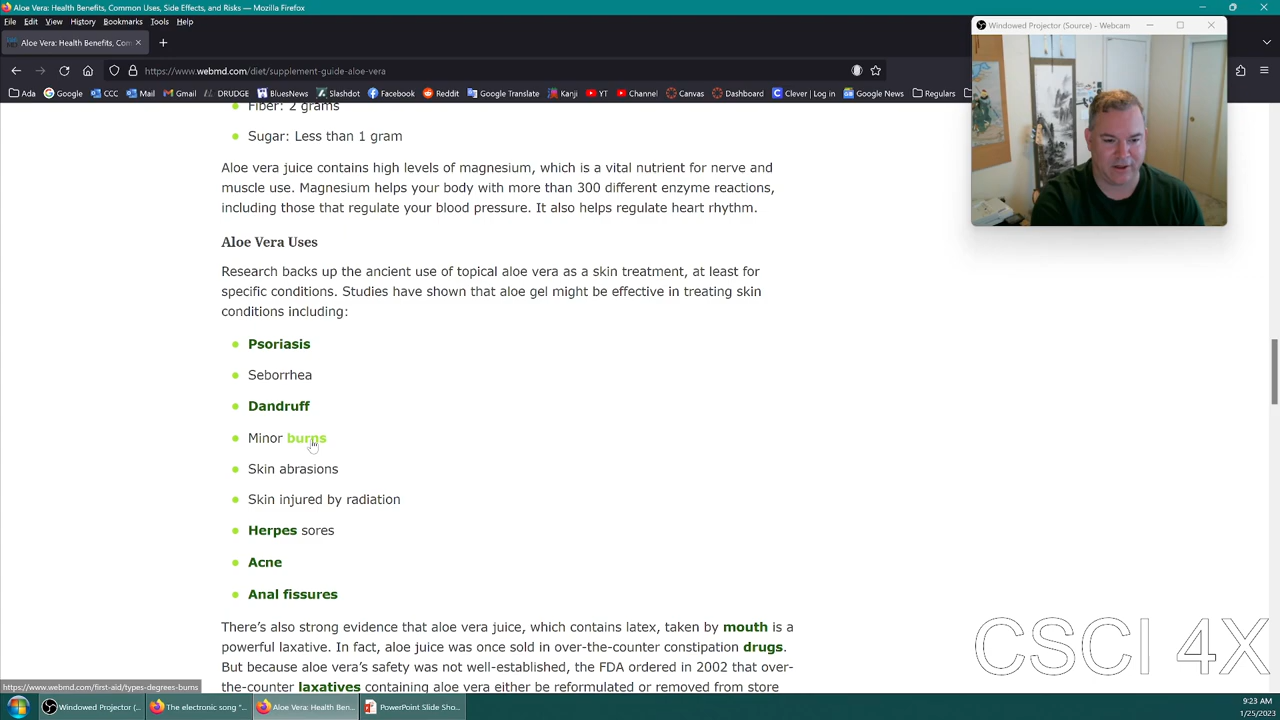 Aloe Vera: Health Benefits, Common Uses, Side Effects, and Risks — Mozilla Firefox
File Edit View History Bookmarks Tools Help
Windowed Projector (Source) - Webcam
Aloe Vera: Health Benefits, Com
https://www.webmd.com/diet/supplement-guide-aloe-vera
Ada Google CCC Mail Gmail DRUDGE BluesNews Slashdot Facebook Reddit Google Translate Kanji YT Channel Canvas Dashboard Clever | Log in Google News Regulars
Fiber: 2 grams
Sugar: Less than 1 gram
Aloe vera juice contains high levels of magnesium, which is a vital nutrient for nerve and
muscle use. Magnesium helps your body with more than 300 different enzyme reactions,
including those that regulate your blood pressure. It also helps regulate heart rhythm.
Aloe Vera Uses
Research backs up the ancient use of topical aloe vera as a skin treatment, at least for
specific conditions. Studies have shown that aloe gel might be effective in treating skin
conditions including:
Psoriasis
Seborrhea
Dandruff
Minor burns
Skin abrasions
Skin injured by radiation
Herpes sores
Acne
Anal fissures
There's also strong evidence that aloe vera juice, which contains latex, taken by mouth is a
powerful laxative. In fact, aloe juice was once sold in over-the-counter constipation drugs.
But because aloe vera's safety was not well-established, the FDA ordered in 2002 that over-
the-counter laxatives containing aloe vera either be reformulated or removed from store
CSCI 4X
https://www.webmd.com/first-aid/types-degrees-burns
Windowed Projector (... The electronic song "... Aloe Vera: Health Ben... PowerPoint Slide Sho...
9:23 AM
1/25/2023